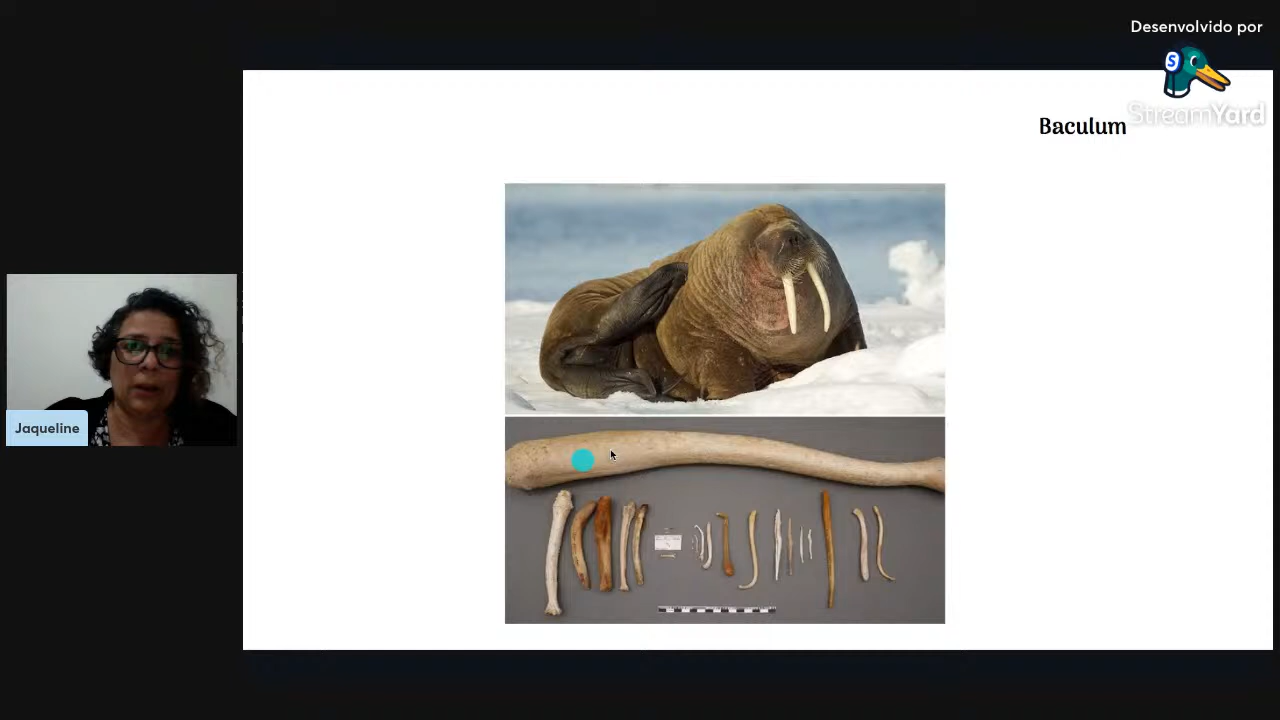 Desenvolvido por
S
StreamYard
Baculum
Jaqueline